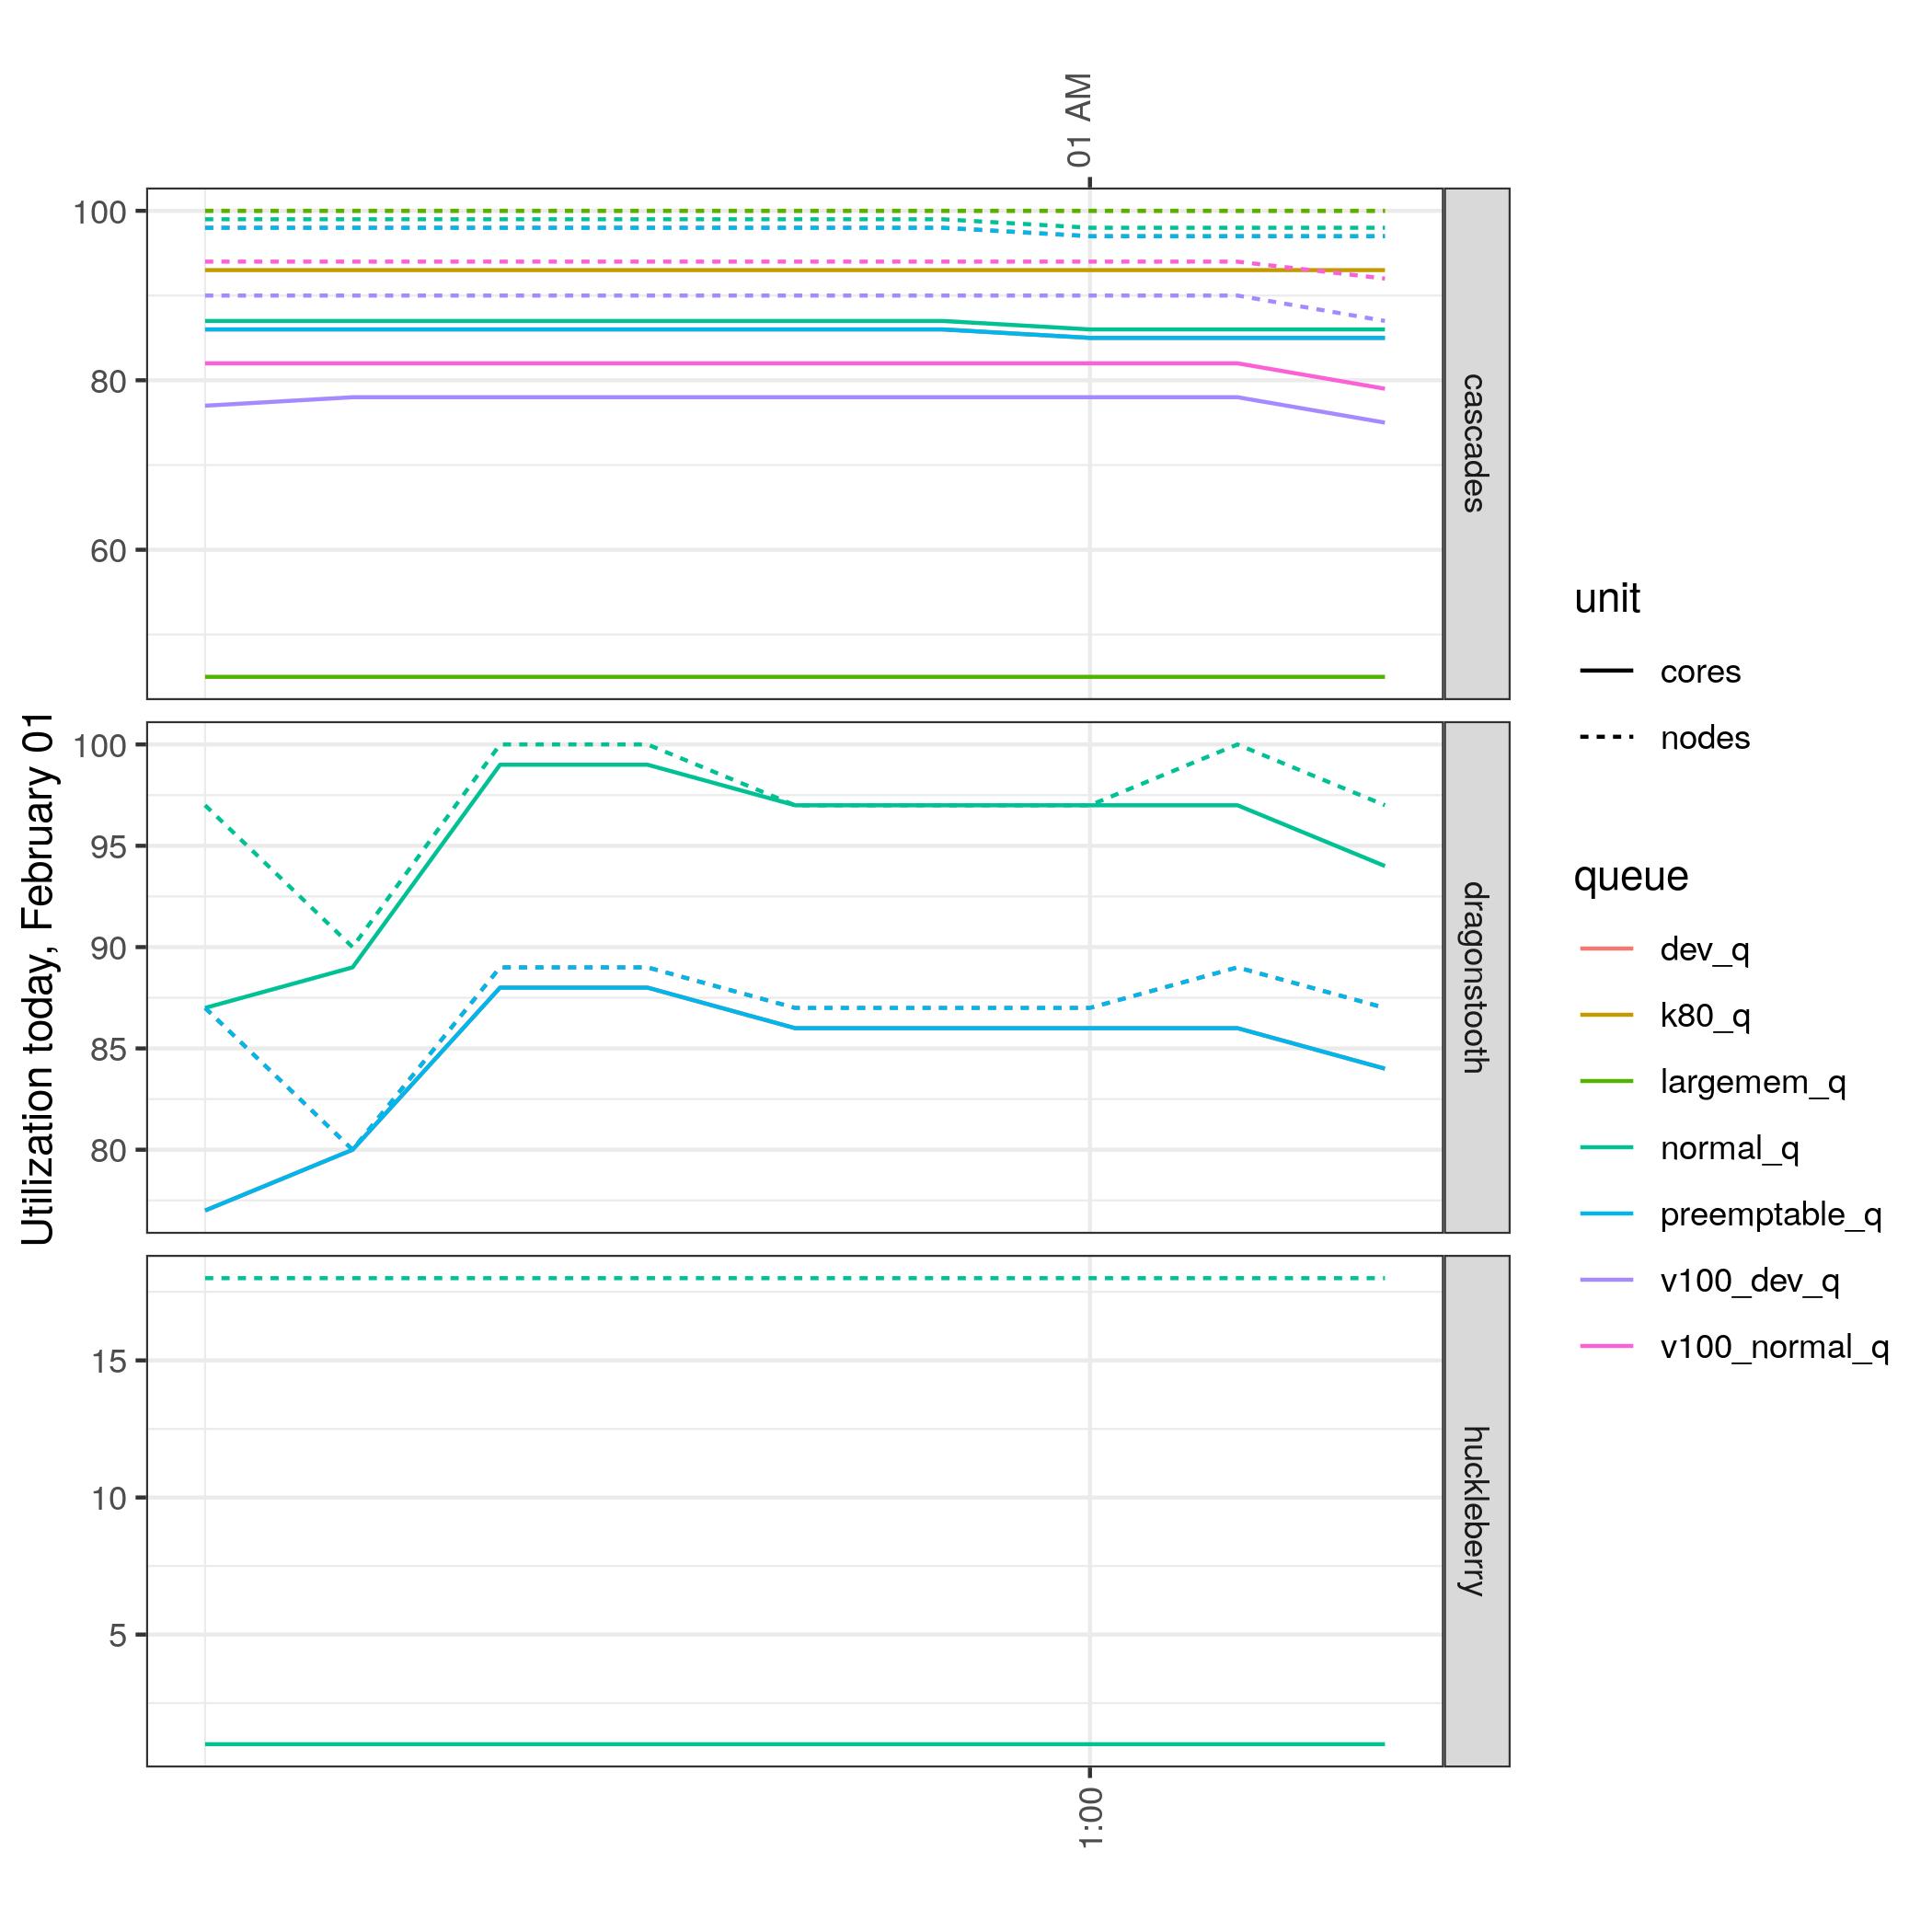 01 AM
100
80
60
cascades
100
95
90
85
80
dragonstooth
15
10
5
huckleberry
1:00
Utilization today, February 01
unit
cores
nodes
queue
dev_q
k80_q
largemem_q
normal_q
preemptable_q
v100_dev_q
v100_normal_q